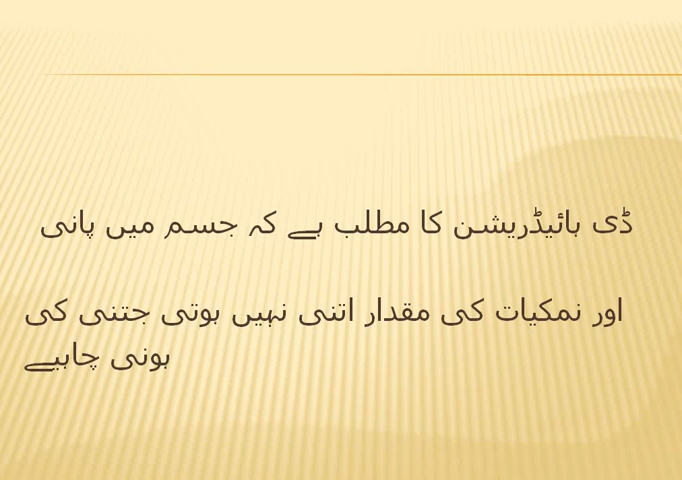 ڈی ہائیڈریشن کا مطلب ہے کہ جسم میں پانی
اور نمکیات کی مقدار اتنی نہیں ہوتی جتنی کی
ہونی چاہیے